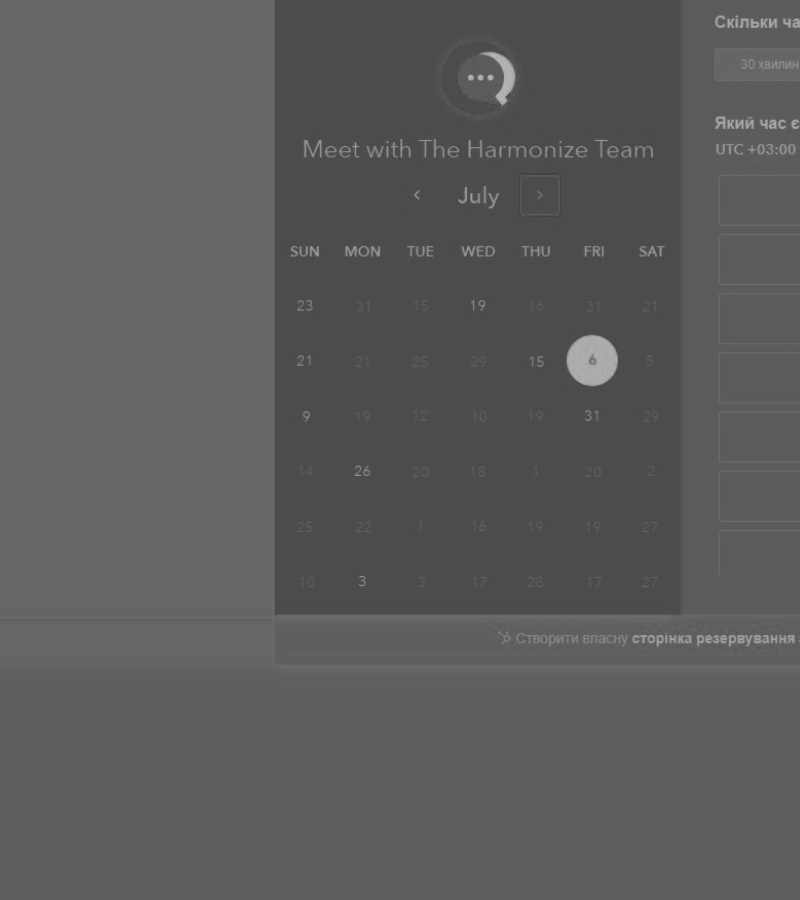 Meet with The Harmonize Team
July
SUN MON TUE WED THU FRI SAT
23 31 15 19 16 31 21
21 21 25 29 15 6 5
9 19 12 10 19 31 29
14 26 20 18 1 20 2
25 22 1 16 19 19 27
10 3 3 17 28 17 27
Скільки ча
30 хвилин
Який час є
UTC +03:00
Створити власну сторінка резервування